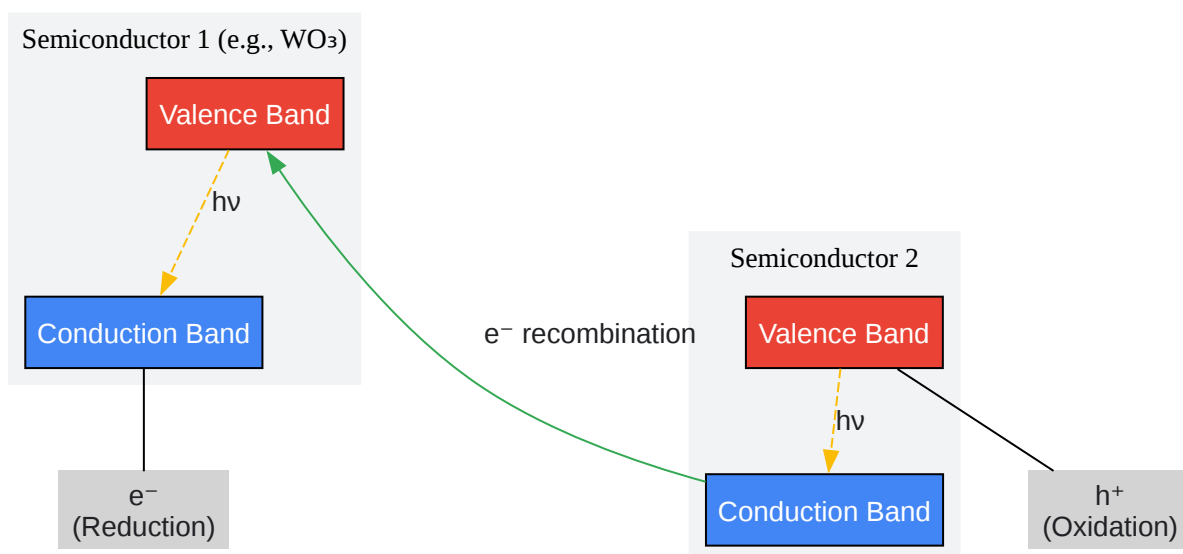 Semiconductor 1 (e.g., WO₃)
Valence Band
hν
Conduction Band
e⁻
(Reduction)
e⁻ recombination
Semiconductor 2
Valence Band
hν
Conduction Band
h⁺
(Oxidation)